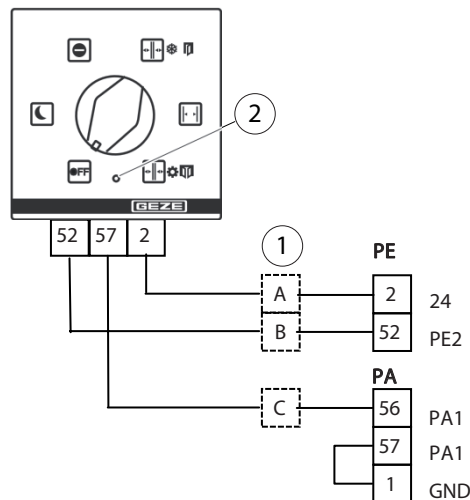 2
OFF
GEZE
52 57 2
1
PE
A 2 24
B 52 PE2
PA
C 56 PA1
57 PA1
1 GND